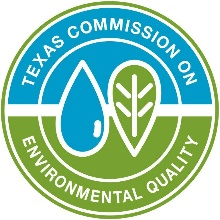 TEXAS COMMISSION ON
ENVIRONMENTAL QUALITY